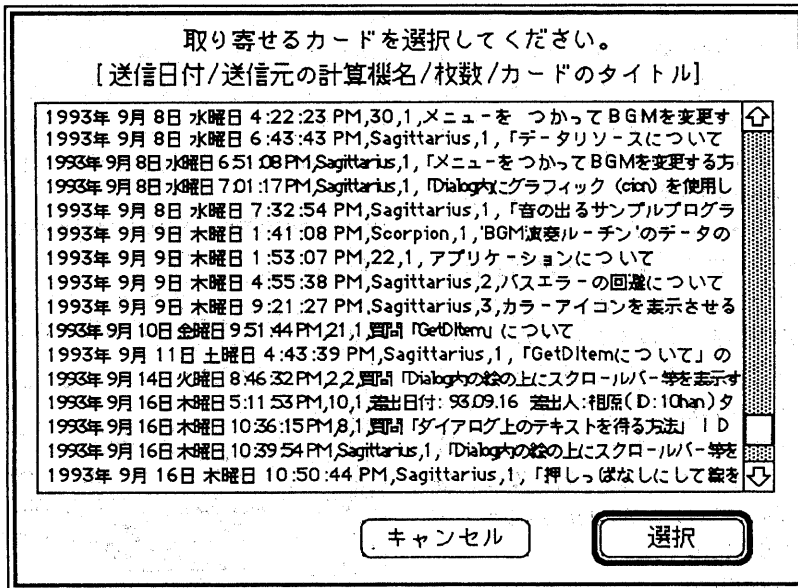 取り寄せるカードを選択してください。
[送信日付/送信元の計算機名/枚数/カードのタイトル]
1993年 9月 8日 水曜日 4:22:23 PM,30,1,メニューを つかってBGMを変更す
1993年 9月 8日 水曜日 6:43:43 PM,Sagittarius,1,「データリソースについて
1993年 9月 8日 水曜日 6:51:08 PM,Sagittarius,1,「メニューをつかってBGMを変更する方
1993年 9月 8日 水曜日 7:01:17 PM,Sagittarius,1,「Dialog内にグラフィック (cicn) を使用し
1993年 9月 8日 水曜日 7:32:54 PM,Sagittarius,1,「音の出るサンプルプログラ
1993年 9月 9日 木曜日 1:41:08 PM,Scorpion,1,'BGM演奏ルーチン'のデータの
1993年 9月 9日 木曜日 1:53:07 PM,22,1,アプリケーションについて
1993年 9月 9日 木曜日 4:55:38 PM,Sagittarius,2,バスエラーの回避について
1993年 9月 9日 木曜日 9:21:27 PM,Sagittarius,3,カラーアイコンを表示させる
1993年 9月 10日 金曜日 9:51:44 PM,21,1,質問「GetDItem」について
1993年 9月 11日 土曜日 4:43:39 PM,Sagittarius,1,「GetDItemについて」の
1993年 9月 14日 火曜日 8:46:32 PM,2,2,質問「Dialog内の絵の上にスクロールバー等を表示す
1993年 9月 16日 木曜日 5:11:53 PM,10,1,差出日付: 93.09.16 差出人:相原(ID:10han)タ
1993年 9月 16日 木曜日 10:36:15 PM,8,1,質問「ダイアログ上のテキストを得る方法」 ID
1993年 9月 16日 木曜日 10:39:54 PM,Sagittarius,1,「Dialog内の絵の上にスクロールバー等を
1993年 9月 16日 木曜日 10:50:44 PM,Sagittarius,1,「押しっぱなしにして線を
キャンセル 選択